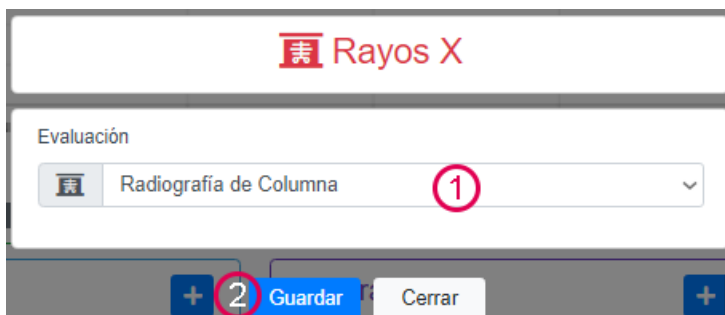 Rayos X
Evaluación
Radiografía de Columna
1
2 Guardar Cerrar